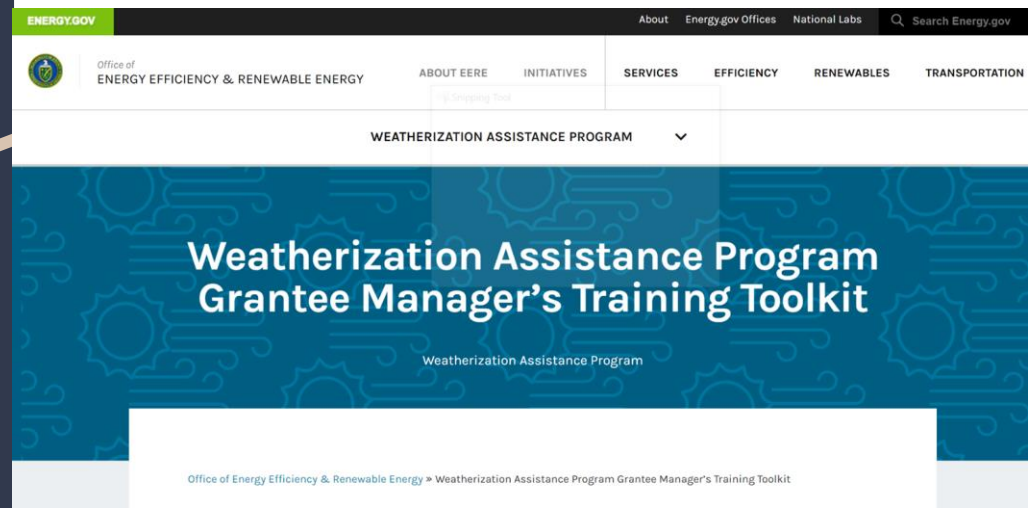 ENERGY.GOV
About Energy.gov Offices National Labs Search Energy.gov
Office of
ENERGY EFFICIENCY & RENEWABLE ENERGY
ABOUT EERE INITIATIVES SERVICES EFFICIENCY RENEWABLES TRANSPORTATION
Snipping Tool
WEATHERIZATION ASSISTANCE PROGRAM
Weatherization Assistance Program
Grantee Manager's Training Toolkit
Weatherization Assistance Program
Office of Energy Efficiency & Renewable Energy » Weatherization Assistance Program Grantee Manager's Training Toolkit